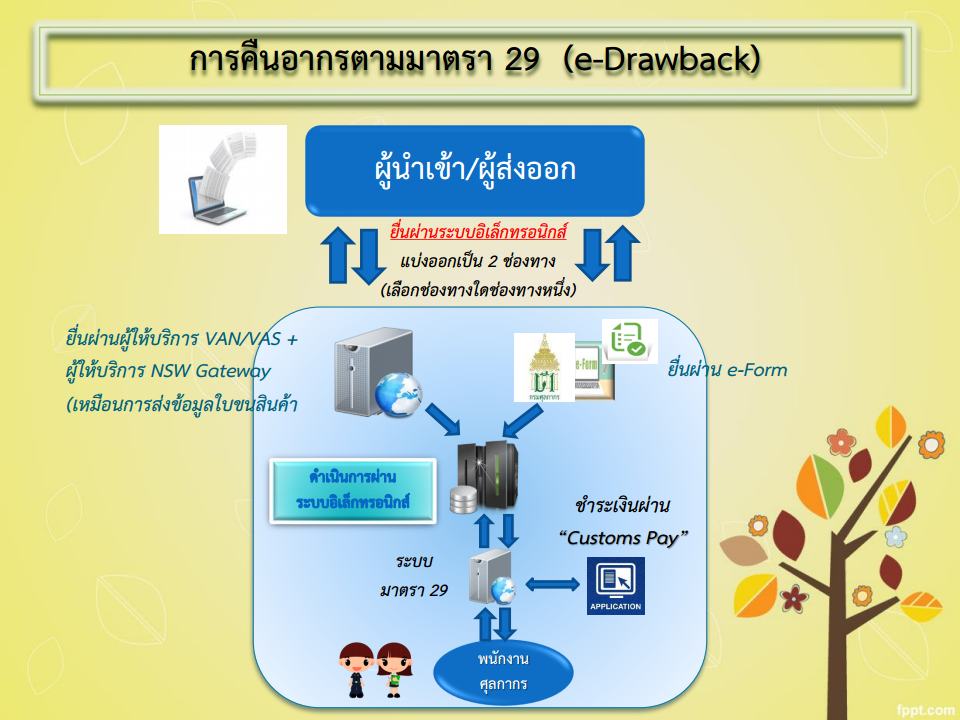 การคืนอากรตามมาตรา 29 (e-Drawback)
ผู้นำเข้า/ผู้ส่งออก
ยื่นผ่านระบบอิเล็กทรอนิกส์
แบ่งออกเป็น 2 ช่องทาง
(เลือกช่องทางใดช่องทางหนึ่ง)
ยื่นผ่านผู้ให้บริการ VAN/VAS +
ผู้ให้บริการ NSW Gateway
(เหมือนการส่งข้อมูลใบขนสินค้า
กรมศุลกากร
e-Form
ยื่นผ่าน e-Form
ดำเนินการผ่าน
ระบบอิเล็กทรอนิกส์
ชำระเงินผ่าน
“Customs Pay”
ระบบ
มาตรา 29
APPLICATION
พนักงาน
ศุลกากร
fppt.com